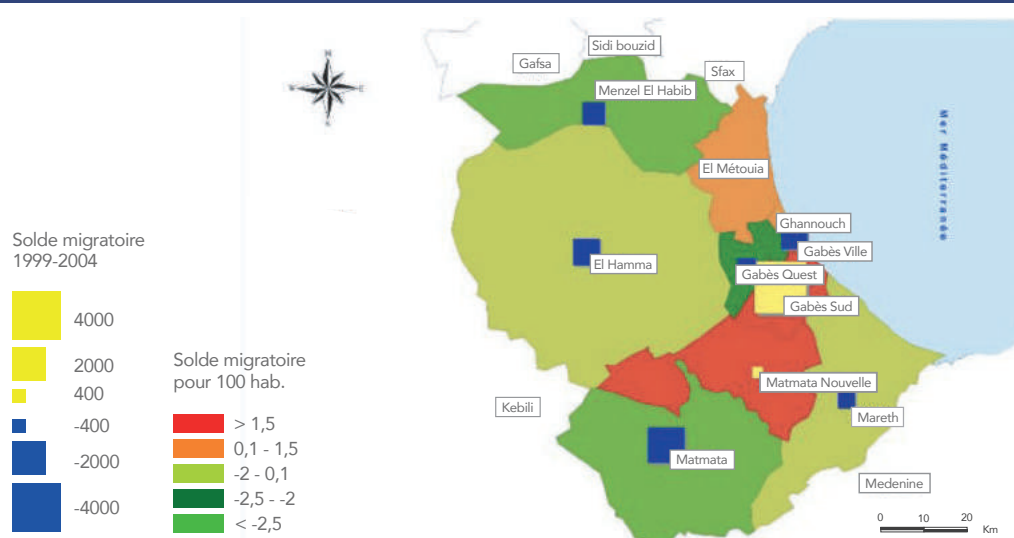 Sidi bouzid
Gafsa
Sfax
Menzel El Habib
El Métouia
Mer Méditerranée
Ghannouch
Gabès Ville
El Hamma
Gabès Quest
Gabès Sud
Matmata Nouvelle
Kebili
Mareth
Matmata
Medenine
N
E
Solde migratoire
1999-2004
4000
2000
400
-400
-2000
-4000
Solde migratoire
pour 100 hab.
> 1,5
0,1 - 1,5
-2 - 0,1
-2,5 - -2
< -2,5
0 10 20
Km